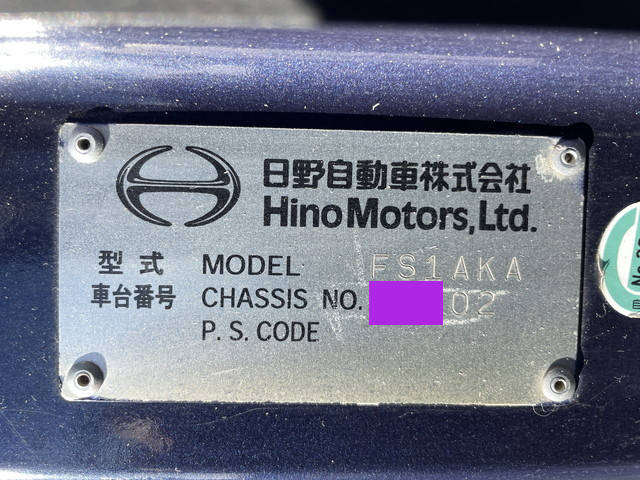 日野自動車株式会社
Hino Motors, Ltd.
型式 MODEL FS1AKA
車台番号 CHASSIS NO. 02
P.S. CODE